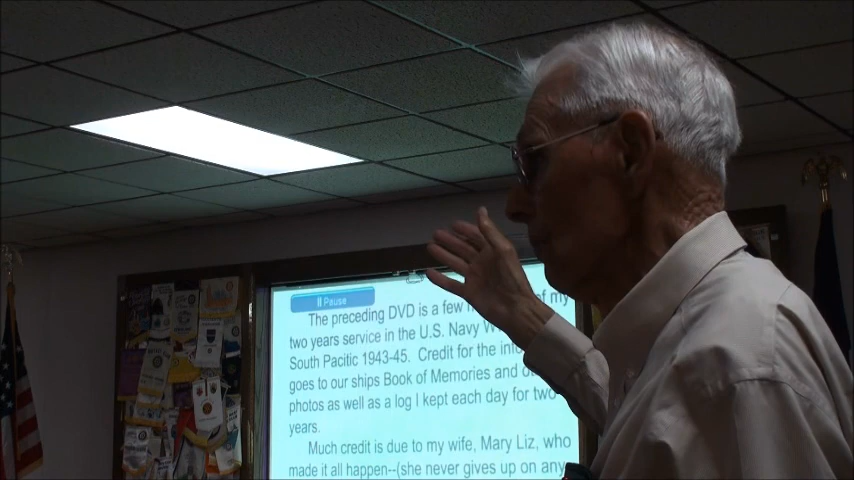 Pause
The preceding DVD is a few of my
two years service in the U.S. Navy
South Pacific 1943-45. Credit for the
goes to our ships Book of Memories and
photos as well as a log I kept each day for two
years.
Much credit is due to my wife, Mary Liz, who
made it all happen--(she never gives up on any